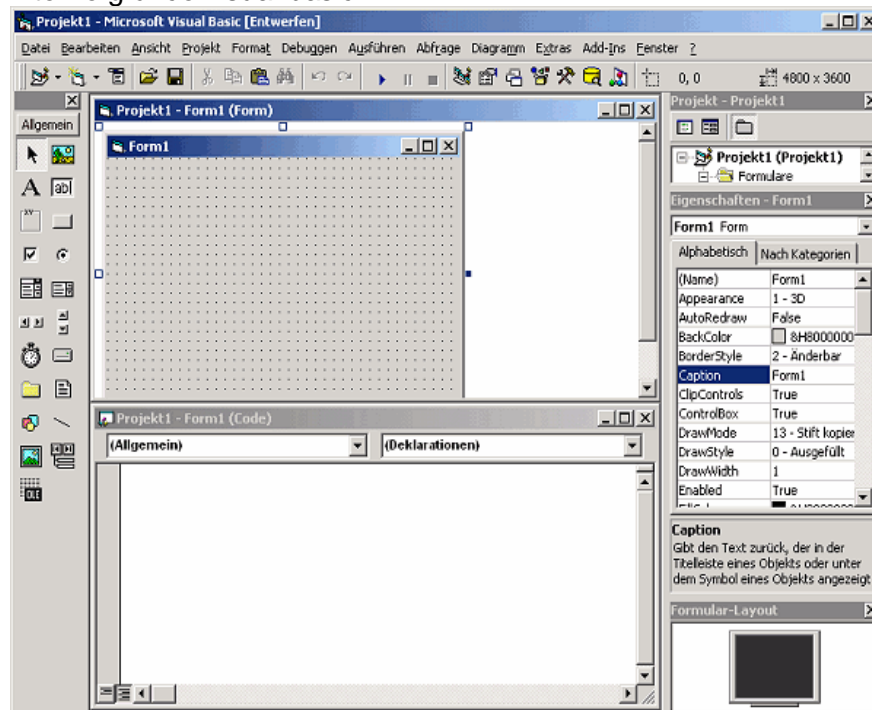 Projekt1 - Microsoft Visual Basic [Entwerfen]
Datei Bearbeiten Ansicht Projekt Format Debuggen Ausführen Abfrage Diagramm Extras Add-Ins Fenster ?
0, 0 4800 x 3600
Allgemein
A ab|
XV
OLE
Projekt1 - Form1 (Form)
Form1
Projekt1 - Form1 (Code)
(Allgemein) (Deklarationen)
Projekt - Projekt1
Projekt1 (Projekt1)
Formulare
Eigenschaften - Form1
Form1 Form
Alphabetisch Nach Kategorien
(Name) Form1
Appearance 1 - 3D
AutoRedraw False
BackColor &H8000000
BorderStyle 2 - Änderbar
Caption Form1
ClipControls True
ControlBox True
DrawMode 13 - Stift kopier
DrawStyle 0 - Ausgefüllt
DrawWidth 1
Enabled True
Caption
Gibt den Text zurück, der in der
Titelleiste eines Objekts oder unter
dem Symbol eines Objekts angezeigt
Formular-Layout